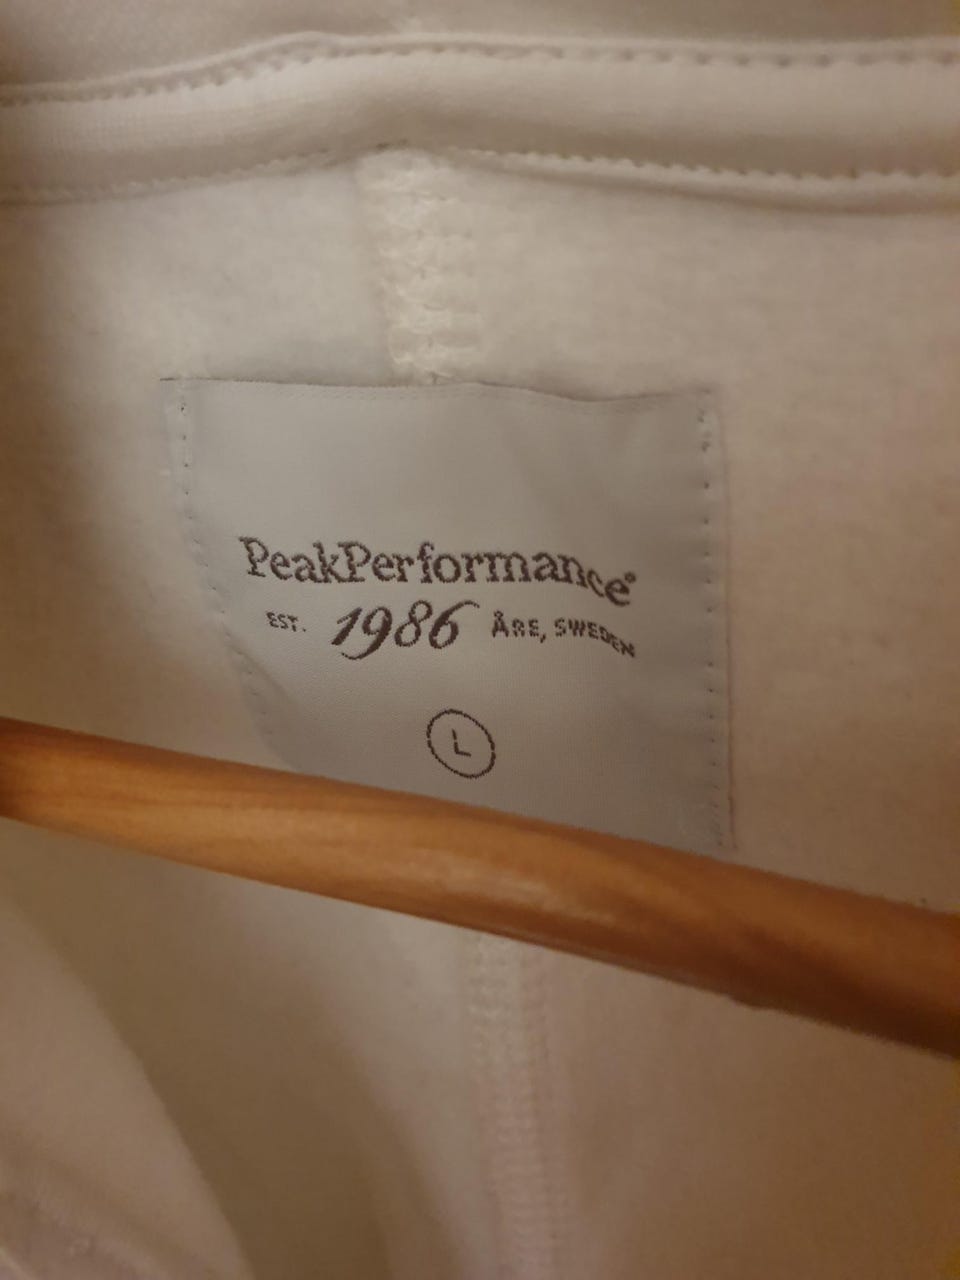 PeakPerformance®
EST. 1986 ÅRE, SWEDEN
L